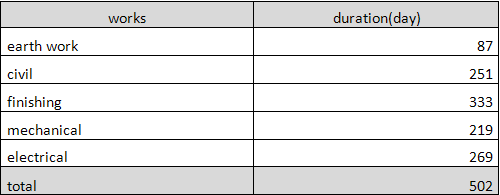 works duration(day)
earth work 87
civil 251
finishing 333
mechanical 219
electrical 269
total 502